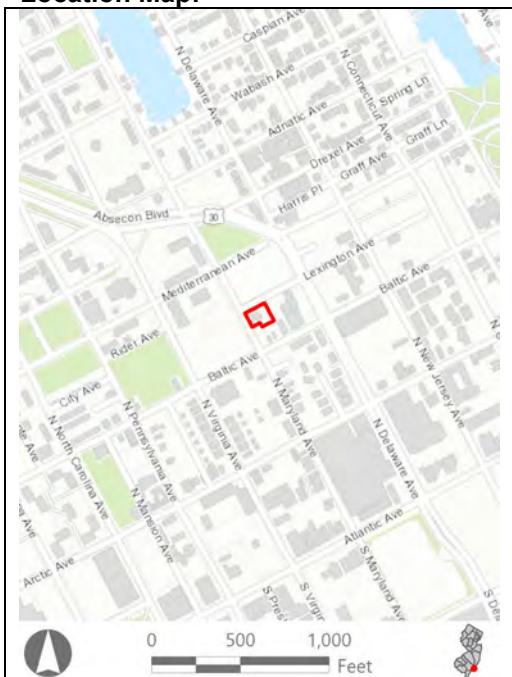 Location Map:
Caspian Ave
N Delaware Ave
Wabash Ave
N Connecticut Ave
Spring Ln
Adriatic Ave
Graff Ln
Drexel Ave
Graff Ave
Harris Pl
Absecon Blvd
30
Mediterranean Ave
Lexington Ave
Baltic Ave
Rider Ave
Baltic Ave
City Ave
N New Jersey Ave
N Maryland Ave
N Virginia Ave
N Pennsylvania Ave
N North Carolina Ave
N Delaware Ave
N Mansion Ave
Atlantic Ave
Arctic Ave
S Maryland Ave
S Virgini
S Pres
S De
0 500 1,000
Feet